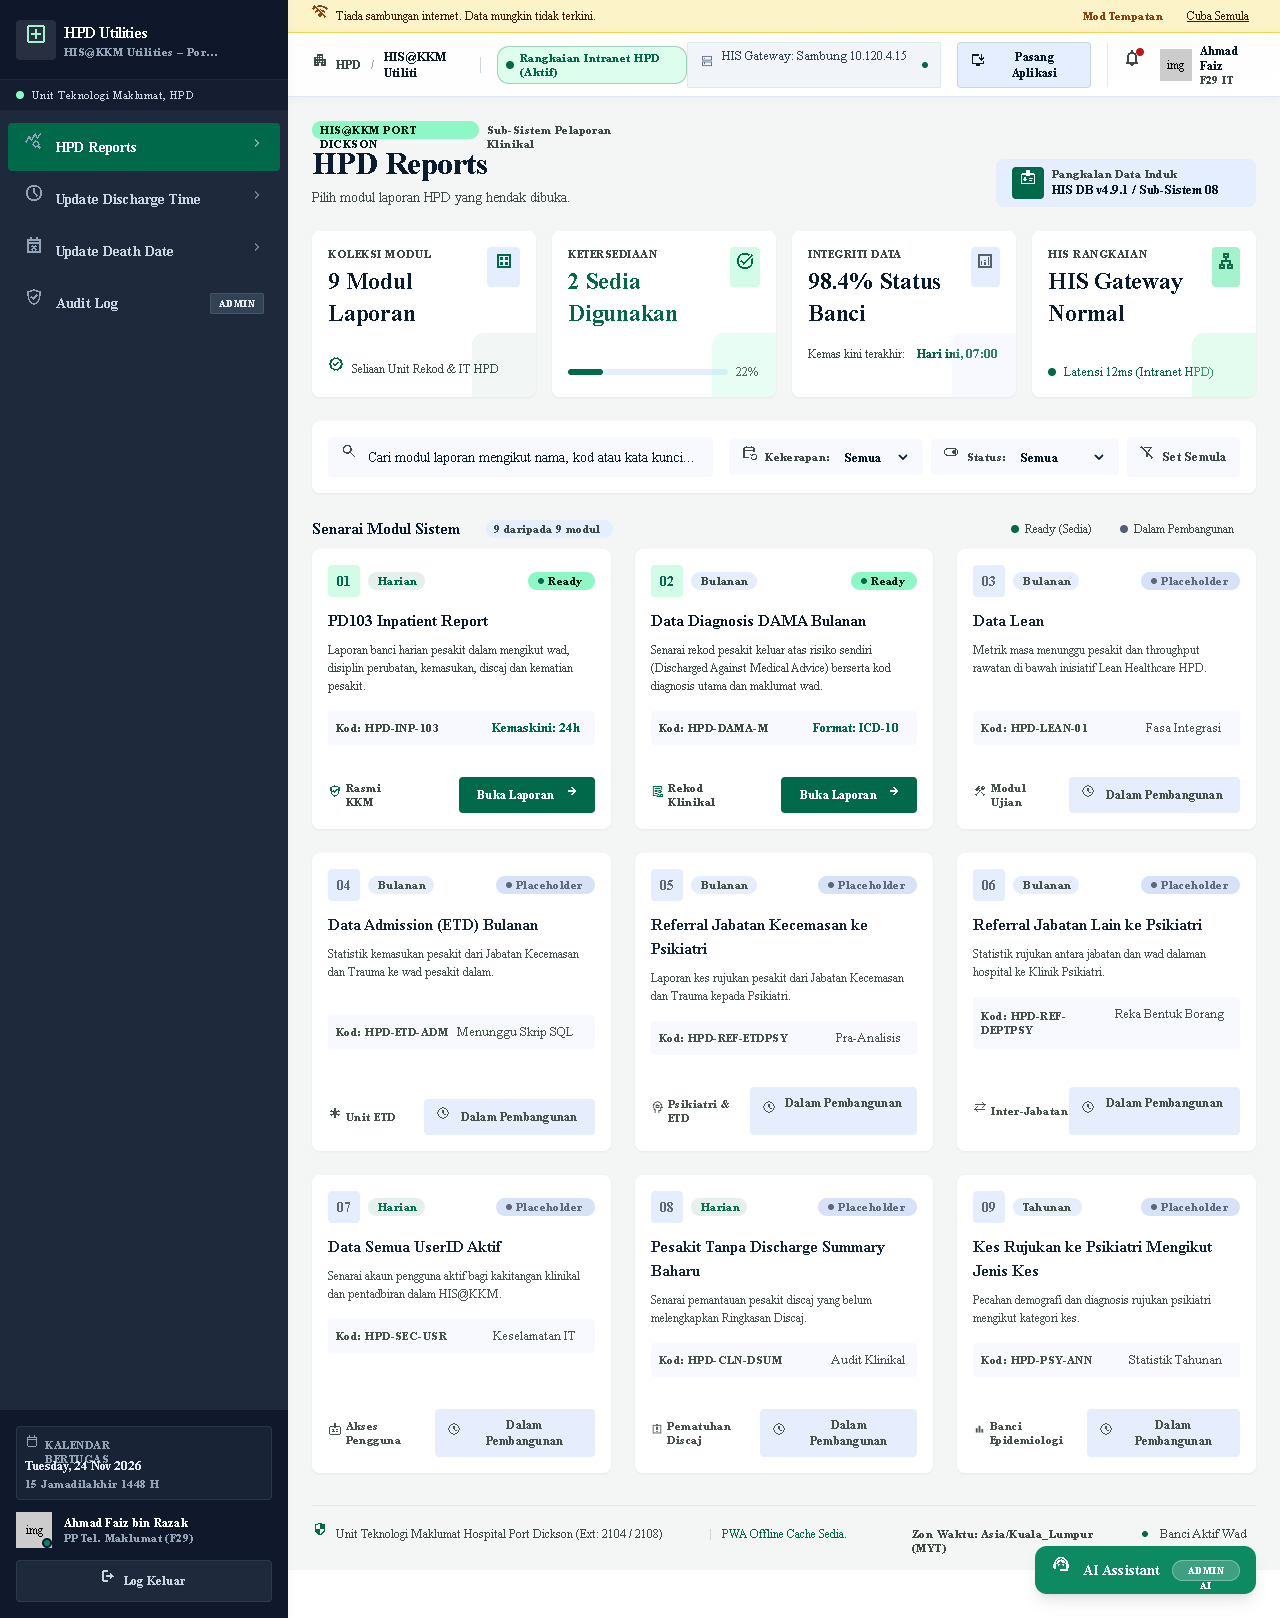 HPD Utilities
HIS@KKM Utilities – Por...
Unit Teknologi Maklumat, HPD
HPD Reports
Update Discharge Time
Update Death Date
Audit Log
ADMIN
KALENDAR BERTUGAS
Tuesday, 24 Nov 2026
15 Jamadilakhir 1448 H
img
Ahmad Faiz bin Razak
PP Tel. Maklumat (F29)
Log Keluar
Tiada sambungan internet. Data mungkin tidak terkini.
Mod Tempatan
Cuba Semula
HPD / HIS@KKM Utiliti
Rangkaian Intranet HPD (Aktif)
HIS Gateway: Sambung 10.120.4.15
Pasang Aplikasi
img
Ahmad Faiz
F29 IT
HIS@KKM PORT DICKSON
Sub-Sistem Pelaporan Klinikal
HPD Reports
Pilih modul laporan HPD yang hendak dibuka.
Pangkalan Data Induk
HIS DB v4.9.1 / Sub-Sistem 08
KOLEKSI MODUL
9 Modul Laporan
Seliaan Unit Rekod & IT HPD
KETERSEDIAAN
2 Sedia Digunakan
22%
INTEGRITI DATA
98.4% Status Banci
Kemas kini terakhir: Hari ini, 07:00
HIS RANGKAIAN
HIS Gateway Normal
Latensi 12ms (Intranet HPD)
Cari modul laporan mengikut nama, kod atau kata kunci...
Kekerapan: Semua
Status: Semua
Set Semula
Senarai Modul Sistem
9 daripada 9 modul
Ready (Sedia)
Dalam Pembangunan
01
Harian
Ready
PD103 Inpatient Report
Laporan banci harian pesakit dalam mengikut wad,
disiplin perubatan, kemasukan, discaj dan kematian
pesakit.
Kod: HPD-INP-103
Kemaskini: 24h
Rasmi KKM
Buka Laporan
02
Bulanan
Ready
Data Diagnosis DAMA Bulanan
Senarai rekod pesakit keluar atas risiko sendiri
(Discharged Against Medical Advice) berserta kod
diagnosis utama dan maklumat wad.
Kod: HPD-DAMA-M
Format: ICD-10
Rekod Klinikal
Buka Laporan
03
Bulanan
Placeholder
Data Lean
Metrik masa menunggu pesakit dan throughput
rawatan di bawah inisiatif Lean Healthcare HPD.
Kod: HPD-LEAN-01
Fasa Integrasi
Modul Ujian
Dalam Pembangunan
04
Bulanan
Placeholder
Data Admission (ETD) Bulanan
Statistik kemasukan pesakit dari Jabatan Kecemasan
dan Trauma ke wad pesakit dalam.
Kod: HPD-ETD-ADM
Menunggu Skrip SQL
Unit ETD
Dalam Pembangunan
05
Bulanan
Placeholder
Referral Jabatan Kecemasan ke
Psikiatri
Laporan kes rujukan pesakit dari Jabatan Kecemasan
dan Trauma kepada Psikiatri.
Kod: HPD-REF-ETDPSY
Pra-Analisis
Psikiatri & ETD
Dalam Pembangunan
06
Bulanan
Placeholder
Referral Jabatan Lain ke Psikiatri
Statistik rujukan antara jabatan dan wad dalaman
hospital ke Klinik Psikiatri.
Kod: HPD-REF-DEPTPSY
Reka Bentuk Borang
Inter-Jabatan
Dalam Pembangunan
07
Harian
Placeholder
Data Semua UserID Aktif
Senarai akaun pengguna aktif bagi kakitangan klinikal
dan pentadbiran dalam HIS@KKM.
Kod: HPD-SEC-USR
Keselamatan IT
Akses Pengguna
Dalam Pembangunan
08
Harian
Placeholder
Pesakit Tanpa Discharge Summary
Baharu
Senarai pemantauan pesakit discaj yang belum
melengkapkan Ringkasan Discaj.
Kod: HPD-CLN-DSUM
Audit Klinikal
Pematuhan Discaj
Dalam Pembangunan
09
Tahunan
Placeholder
Kes Rujukan ke Psikiatri Mengikut
Jenis Kes
Pecahan demografi dan diagnosis rujukan psikiatri
mengikut kategori kes.
Kod: HPD-PSY-ANN
Statistik Tahunan
Banci Epidemiologi
Dalam Pembangunan
Unit Teknologi Maklumat Hospital Port Dickson (Ext: 2104 / 2108)
PWA Offline Cache Sedia.
Zon Waktu: Asia/Kuala_Lumpur (MYT)
Banci Aktif Wad
AI Assistant
ADMIN AI